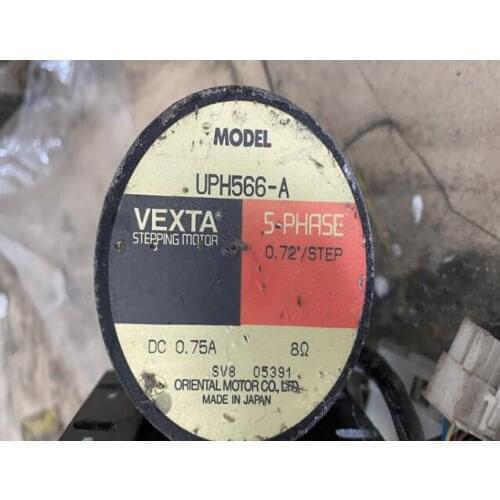 MODEL
UPH566-A
VEXTA®
STEPPING MOTOR
5-PHASE
0.72°/STEP
DC 0.75A 8Ω
SV8 05391
ORIENTAL MOTOR CO., LTD.
MADE IN JAPAN